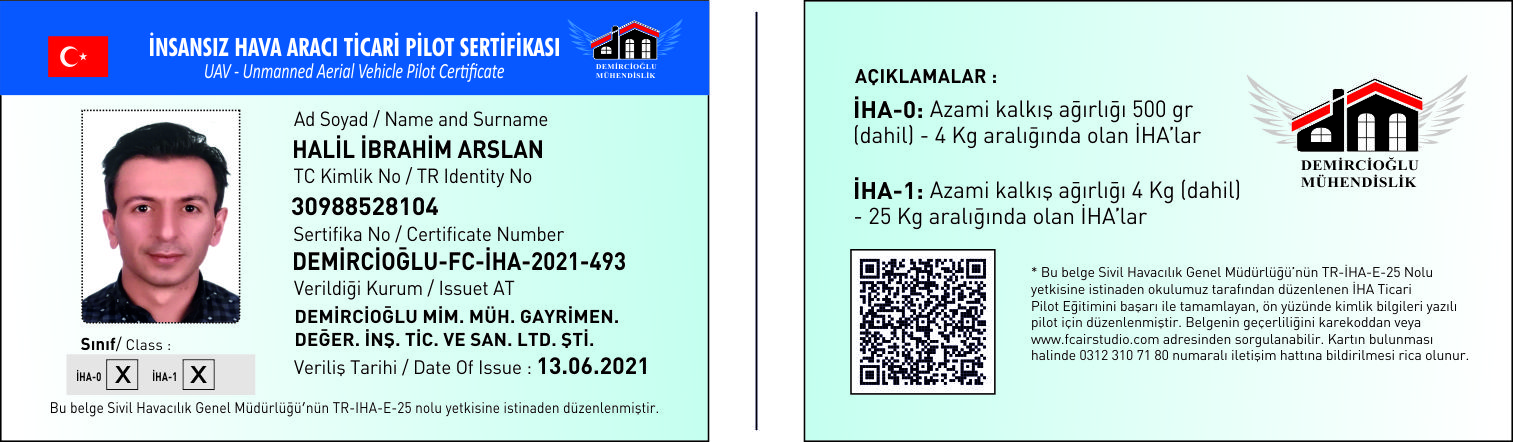 İNSANSIZ HAVA ARACI TİCARİ PİLOT SERTİFİKASI
UAV - Unmanned Aerial Vehicle Pilot Certificate
DEMİRCİOĞLU
MÜHENDİSLİK
Ad Soyad / Name and Surname
HALİL İBRAHİM ARSLAN
TC Kimlik No / TR Identity No
30988528104
Sertifika No / Certificate Number
DEMİRCİOĞLU-FC-İHA-2021-493
Verildiği Kurum / Issuet AT
DEMİRCİOĞLU MİM. MÜH. GAYRİMEN.
DEĞER. İNŞ. TİC. VE SAN. LTD. ŞTİ.
Veriliş Tarihi / Date Of Issue : 13.06.2021
Sınıf/ Class :
İHA-0 X İHA-1 X
Bu belge Sivil Havacılık Genel Müdürlüğü'nün TR-IHA-E-25 nolu yetkisine istinaden düzenlenmiştir.
AÇIKLAMALAR :
İHA-0: Azami kalkış ağırlığı 500 gr
(dahil) - 4 Kg aralığında olan İHA'lar
İHA-1: Azami kalkış ağırlığı 4 Kg (dahil)
- 25 Kg aralığında olan İHA'lar
DEMİRCİOĞLU
MÜHENDİSLİK
* Bu belge Sivil Havacılık Genel Müdürlüğü'nün TR-İHA-E-25 Nolu
yetkisine istinaden okulumuz tarafından düzenlenen İHA Ticari
Pilot Eğitimini başarı ile tamamlayan, ön yüzünde kimlik bilgileri yazılı
pilot için düzenlenmiştir. Belgenin geçerliliğini karekoddan veya
www.fcairstudio.com adresinden sorgulanabilir. Kartın bulunması
halinde 0312 310 71 80 numaralı iletişim hattına bildirilmesi rica olunur.